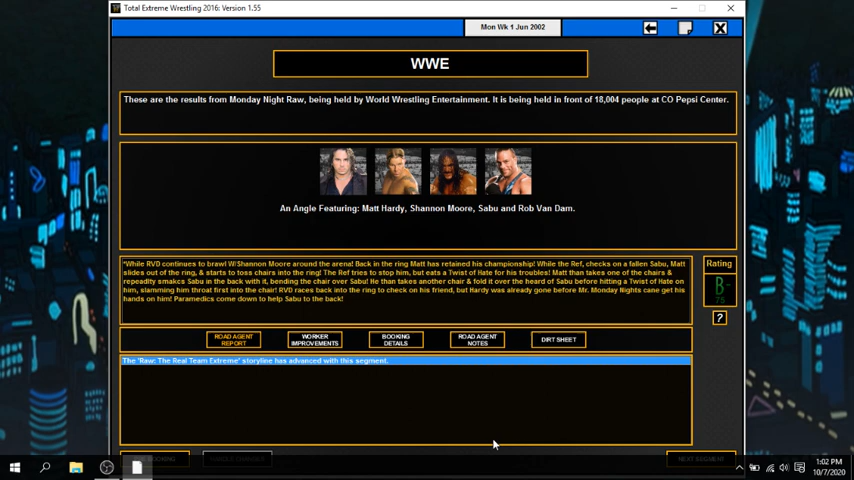 Total Extreme Wrestling 2016: Version 1.55
Mon Wk 1 Jun 2002
WWE
These are the results from Monday Night Raw, being held by World Wrestling Entertainment. It is being held in front of 18,004 people at CO Pepsi Center.
An Angle Featuring: Matt Hardy, Shannon Moore, Sabu and Rob Van Dam.
*While RVD continues to brawl W\Shannon Moore around the arena! Back in the ring Matt has retained his championship! While the Ref, checks on a fallen Sabu, Matt
slides out of the ring, & starts to toss chairs into the ring! The Ref tries to stop him, but eats a Twist of Hate for his troubles! Matt than takes one of the chairs &
repeatdly smakcs Sabu in the back with it, bending the chair over Sabu! He than takes another chair & fold it over the heard of Sabu before hitting a Twist of Hate on
him, slamming him throat first into the chair! RVD races back into the ring to check on his friend, but Hardy was already gone before Mr. Monday Nights cane get his
hands on him! Paramedics come down to help Sabu to the back!
Rating
B-
75
?
ROAD AGENT
REPORT
WORKER
IMPROVEMENTS
BOOKING
DETAILS
ROAD AGENT
NOTES
DIRT SHEET
The 'Raw: The Real Team Extreme' storyline has advanced with this segment.
NEXT SEGMENT
1:02 PM
10/7/2020